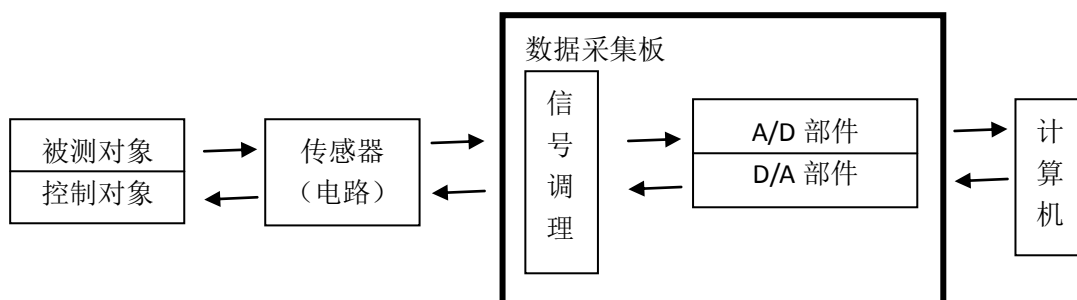 数据采集板
被测对象
控制对象
传感器
（电路）
信号调理
A/D 部件
D/A 部件
计算机